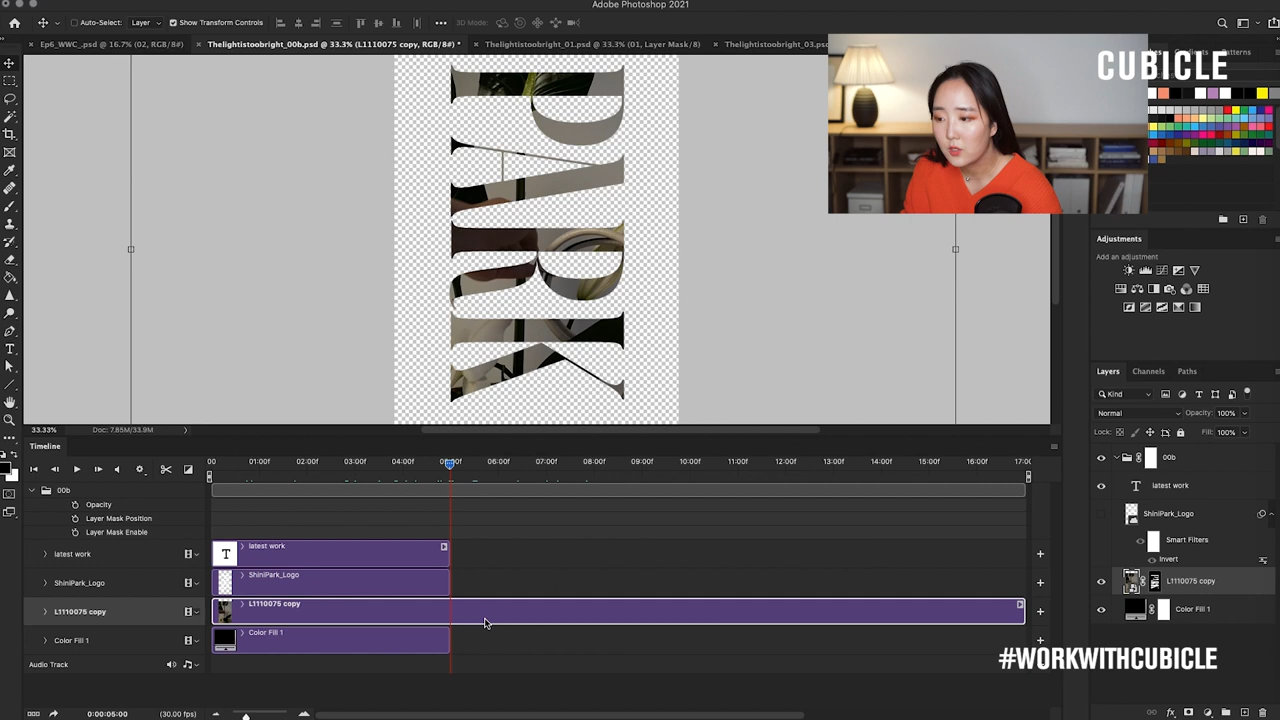 Adobe Photoshop 2021
Auto-Select: Layer Show Transform Controls 3D Mode:
Ep6_WWC_.psd @ 16.7% (02, RGB/8#) Thelightistoobright_00b.psd @ 33.3% (L1110075 copy, RGB/8#) * Thelightistoobright_01.psd @ 33.3% (01, Layer Mask/8) Thelightistoobright_03.psd
Patterns
CUBICLE
DARK
Adjustments
Add an adjustment
Layers Channels Paths
Kind
Normal Opacity: 100%
Lock: Fill: 100%
00b
latest work
ShiniPark_Logo
Smart Filters
Invert
L1110075 copy
Color Fill 1
33.33% Doc: 7.85M/33.9M
Timeline
00 01:00f 02:00f 03:00f 04:00f 05:00f 06:00f 07:00f 08:00f 09:00f 10:00f 11:00f 12:00f 13:00f 14:00f 15:00f 16:00f 17:00
00b
Opacity
Layer Mask Position
Layer Mask Enable
latest work T latest work
ShiniPark_Logo ShiniPark_Logo
L1110075 copy L1110075 copy
Color Fill 1 Color Fill 1
Audio Track
#WORKWITHCUBICLE
0:00:05:00 (30.00 fps)